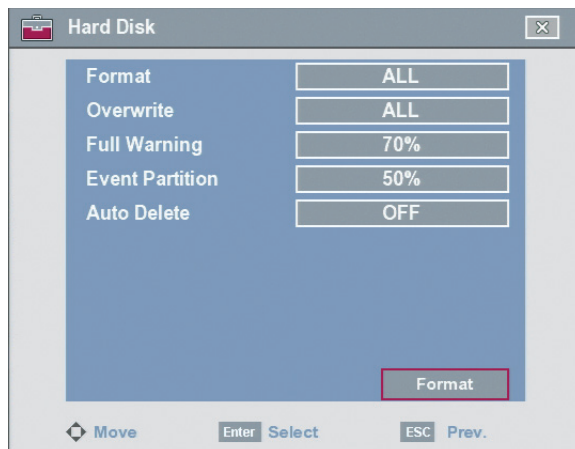 Hard Disk
Format ALL
Overwrite ALL
Full Warning 70%
Event Partition 50%
Auto Delete OFF
Format
Move Enter Select ESC Prev.